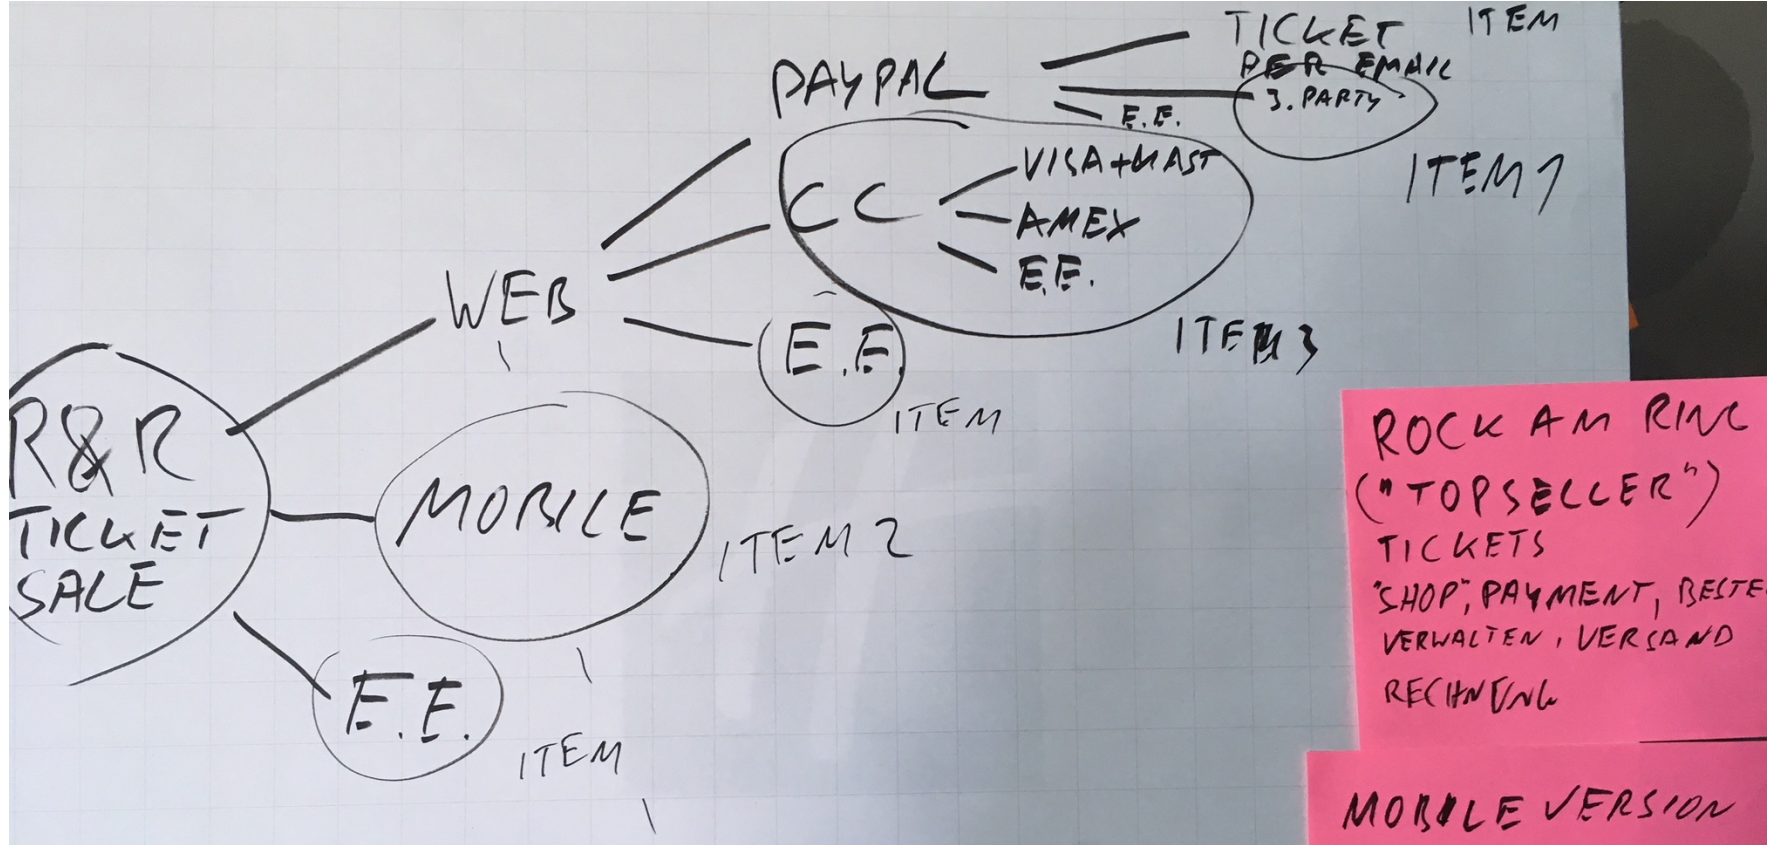 TICKET ITEM
PER EMAIL
PAYPAL
3. PARTY
E.E.
ITEM 1
CC
VISA+MAST
AMEX
E.E.
ITEM 3
WEB
E.E.
ITEM
R&R
TICKET
SALE
MOBILE
ITEM 2
E.E.
ITEM
ROCK AM RING
("TOPSELLER")
TICKETS
"SHOP", PAYMENT, BESTE
VERWALTEN, VERSAND
RECHNUNG
MOBILE VERSION